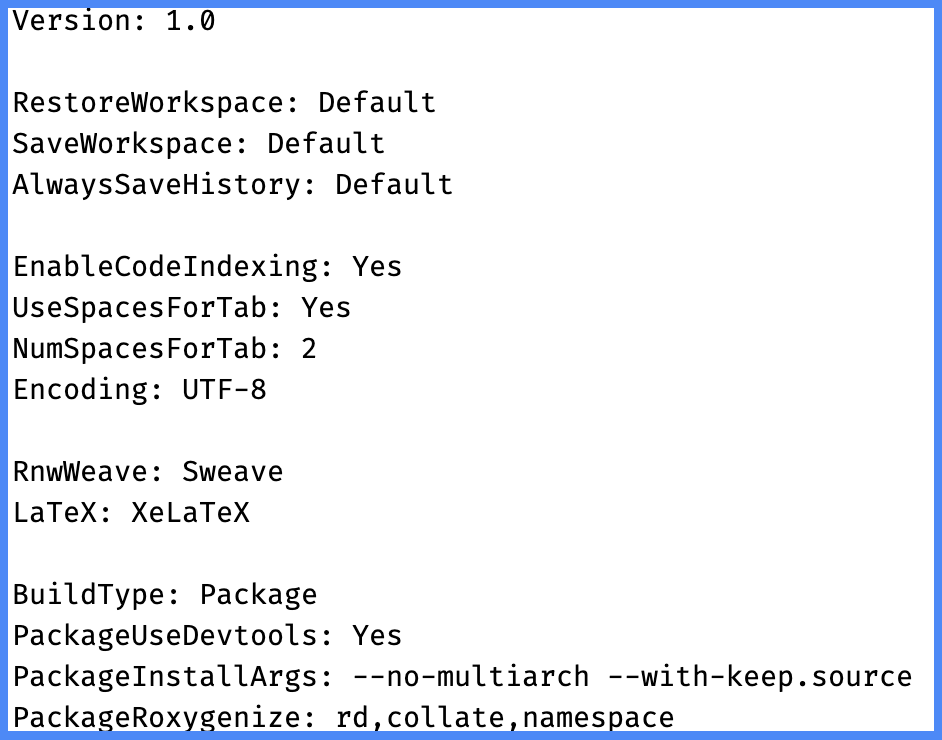 Version: 1.0
RestoreWorkspace: Default
SaveWorkspace: Default
AlwaysSaveHistory: Default
EnableCodeIndexing: Yes
UseSpacesForTab: Yes
NumSpacesForTab: 2
Encoding: UTF-8
RnwWeave: Sweave
LaTeX: XeLaTeX
BuildType: Package
PackageUseDevtools: Yes
PackageInstallArgs: --no-multiarch --with-keep.source
PackageRoxygenize: rd,collate,namespace